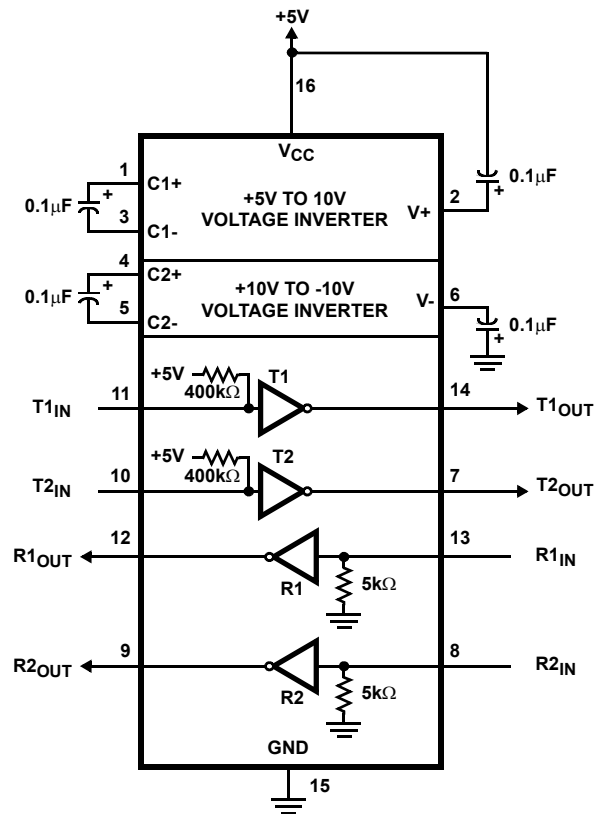 +5V
16
VCC
1
C1+
0.1μF
+
3
C1-
+5V TO 10V
VOLTAGE INVERTER
V+
2
+
0.1μF
4
C2+
0.1μF
+
5
C2-
+10V TO -10V
VOLTAGE INVERTER
V-
6
0.1μF
+
T1IN
11
+5V
400kΩ
T1
14
T1OUT
T2IN
10
+5V
400kΩ
T2
7
T2OUT
R1OUT
12
R1
5kΩ
13
R1IN
R2OUT
9
R2
5kΩ
8
R2IN
GND
15